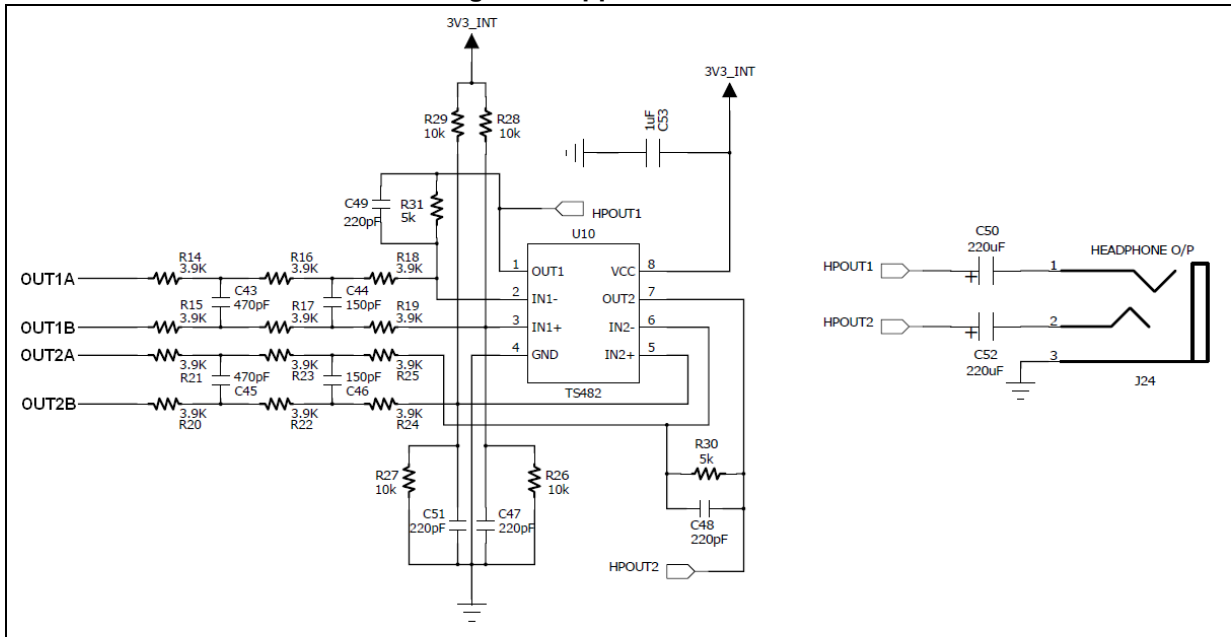 3V3_INT
3V3_INT
R29
10k
R28
10k
1uF
C53
C49
220pF
R31
5k
HPOUT1
U10
R14
3.9K
R16
3.9K
R18
3.9K
OUT1A
C43
470pF
C44
150pF
R15
3.9K
R17
3.9K
R19
3.9K
OUT1B
OUT2A
3.9K
R21
470pF
C45
3.9K
R23
150pF
C46
3.9K
R25
OUT2B
3.9K
R20
3.9K
R22
3.9K
R24
1 OUT1 VCC 8
2 IN1- OUT2 7
3 IN1+ IN2- 6
4 GND IN2+ 5
TS482
R27
10k
R26
10k
C51
220pF
C47
220pF
R30
5k
C48
220pF
HPOUT2
C50
220uF
HEADPHONE O/P
HPOUT1
+
1
HPOUT2
+
2
C52
220uF
3
J24